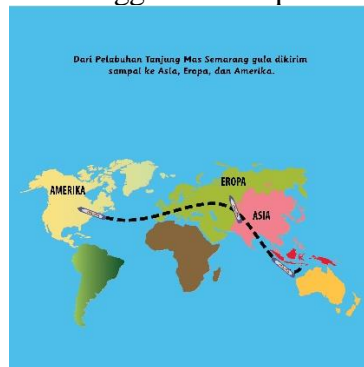 Dari Pelabuhan Tanjung Mas Semarang gula dikirim
sampai ke Asia, Eropa, dan Amerika.
AMERIKA
EROPA
ASIA